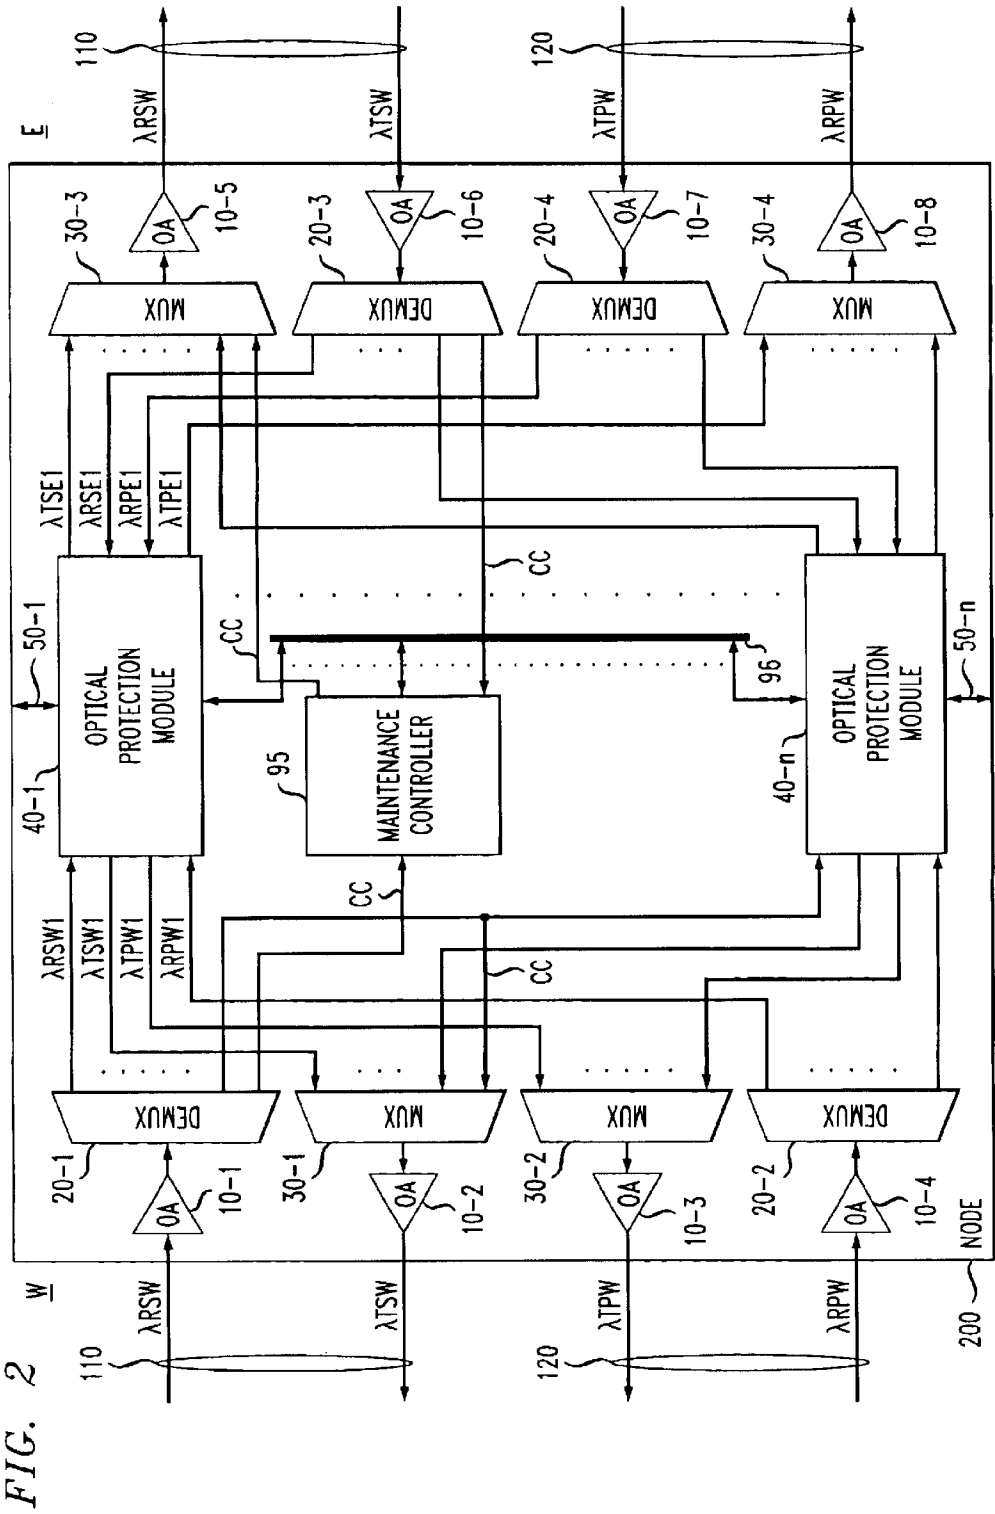 FIG. 2
W
E
110
λRSW
λTSW
120
λTPW
λRPW
110
λRSW
λTSW
120
λTPW
λRPW
200
NODE
OA
10-1
20-1
DEMUX
OA
10-2
30-1
MUX
OA
10-3
30-2
MUX
OA
10-4
20-2
DEMUX
λRSW1
λTSW1
λTPW1
λRPW1
CC
CC
40-1
50-1
OPTICAL
PROTECTION
MODULE
95
MAINTENANCE
CONTROLLER
40-n
50-n
OPTICAL
PROTECTION
MODULE
96
CC
CC
λTSE1
λRSE1
λRPE1
λTPE1
MUX
30-3
OA
10-5
DEMUX
20-3
OA
10-6
DEMUX
20-4
OA
10-7
MUX
30-4
OA
10-8